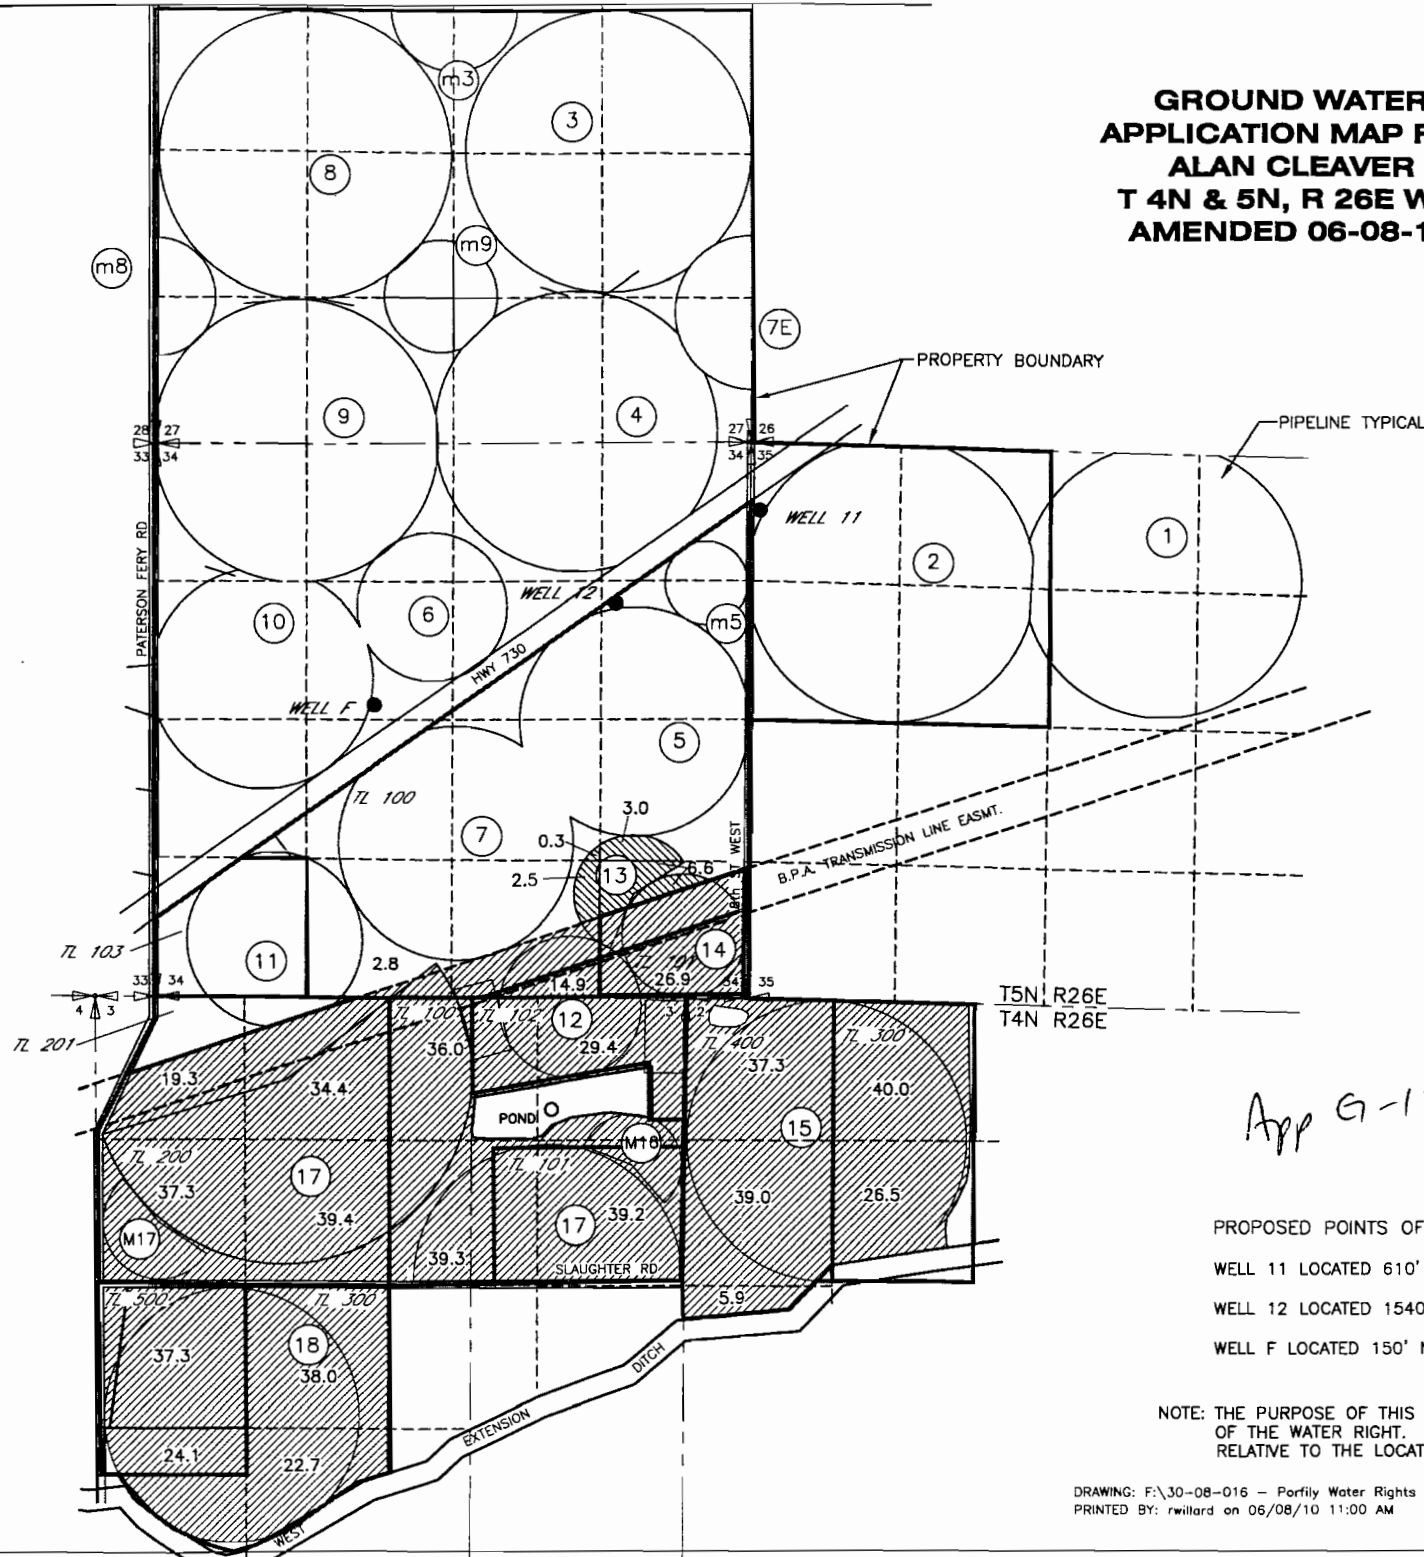 GROUND WATER
APPLICATION MAP
ALAN CLEAVER
T 4N & 5N, R 26E
AMENDED 06-08-1
m3
3
8
m9
m8
7E
PROPERTY BOUNDARY
9
4
28 27
33 34
27 26
34 35
PIPELINE TYPICAL
PATERSON FERY RD
WELL 11
1
2
WELL 12
6
10
m5
HWY 730
WELL F
5
TL 100
3.0
7
0.3
2.5
13
6.6
B.P.A. TRANSMISSION LINE EASMT.
TL 103
11
2.8
14
26.9
14.9
33 34
34 35
4 3
T5N R26E
T4N R26E
TL 201
TL 100
TL 102
12
3 2
TL 400
TL 300
36.0
29.4
37.3
40.0
19.3
34.4
POND
15
M18
App G-1
TL 200
17
TL 101
37.3
39.4
17
39.2
39.0
26.5
M17
39.3
SLAUGHTER RD
5.9
PROPOSED POINTS OF
WELL 11 LOCATED 610'
WELL 12 LOCATED 1540
WELL F LOCATED 150'
TL 500
TL 300
18
37.3
38.0
24.1
22.7
WEST
EXTENSION
DITCH
NOTE: THE PURPOSE OF THIS
OF THE WATER RIGHT.
RELATIVE TO THE LOCAT
DRAWING: F:\30-08-016 – Porfily Water Rights
PRINTED BY: rwillard on 06/08/10 11:00 AM